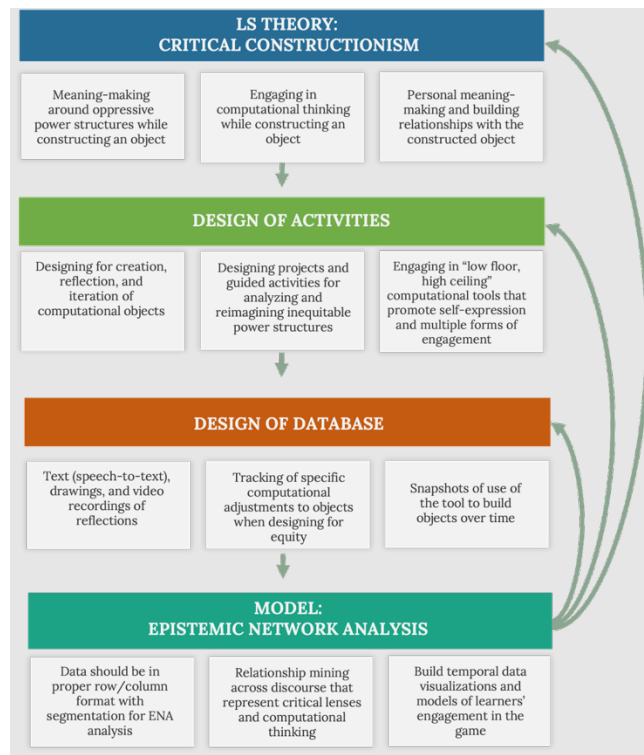 LS THEORY:
CRITICAL CONSTRUCTIONISM
Meaning-making
around oppressive
power structures while
constructing an object
Engaging in
computational thinking
while constructing an
object
Personal meaning-
making and building
relationships with the
constructed object
DESIGN OF ACTIVITIES
Designing for creation,
reflection, and
iteration of
computational objects
Designing projects and
guided activities for
analyzing and
reimagining inequitable
power structures
Engaging in “low floor,
high ceiling”
computational tools that
promote self-expression
and multiple forms of
engagement
DESIGN OF DATABASE
Text (speech-to-text),
drawings, and video
recordings of
reflections
Tracking of specific
computational
adjustments to objects
when designing for
equity
Snapshots of use of
the tool to build
objects over time
MODEL:
EPISTEMIC NETWORK ANALYSIS
Data should be in
proper row/column
format with
segmentation for ENA
analysis
Relationship mining
across discourse that
represent critical lenses
and computational
thinking
Build temporal data
visualizations and
models of learners’
engagement in the
game